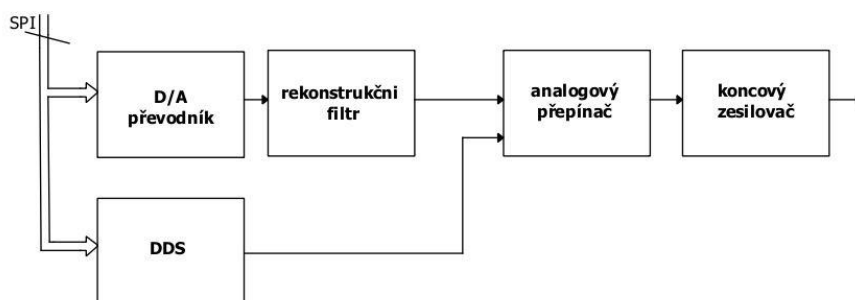 SPI
D/A
převodník
rekonstrukčni
filtr
analogový
přepínač
koncový
zesilovač
DDS